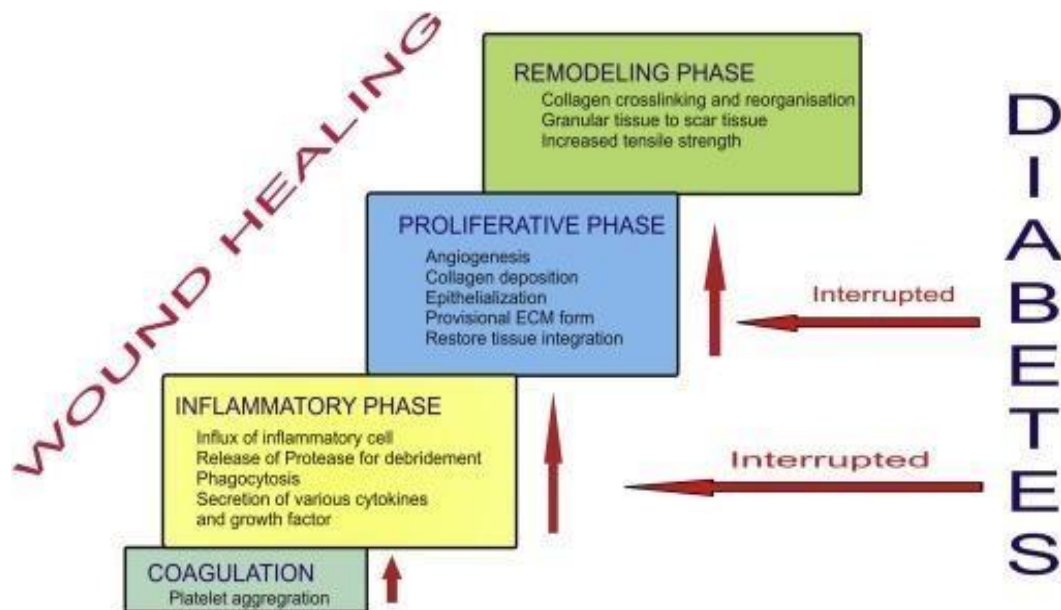 WOUND HEALING
REMODELING PHASE
Collagen crosslinking and reorganisation
Granular tissue to scar tissue
Increased tensile strength
PROLIFERATIVE PHASE
Angiogenesis
Collagen deposition
Epithelialization
Provisional ECM form
Restore tissue integration
INFLAMMATORY PHASE
Influx of inflammatory cell
Release of Protease for debridement
Phagocytosis
Secretion of various cytokines
and growth factor
COAGULATION
Platelet aggregration
Interrupted
Interrupted
DIABETES